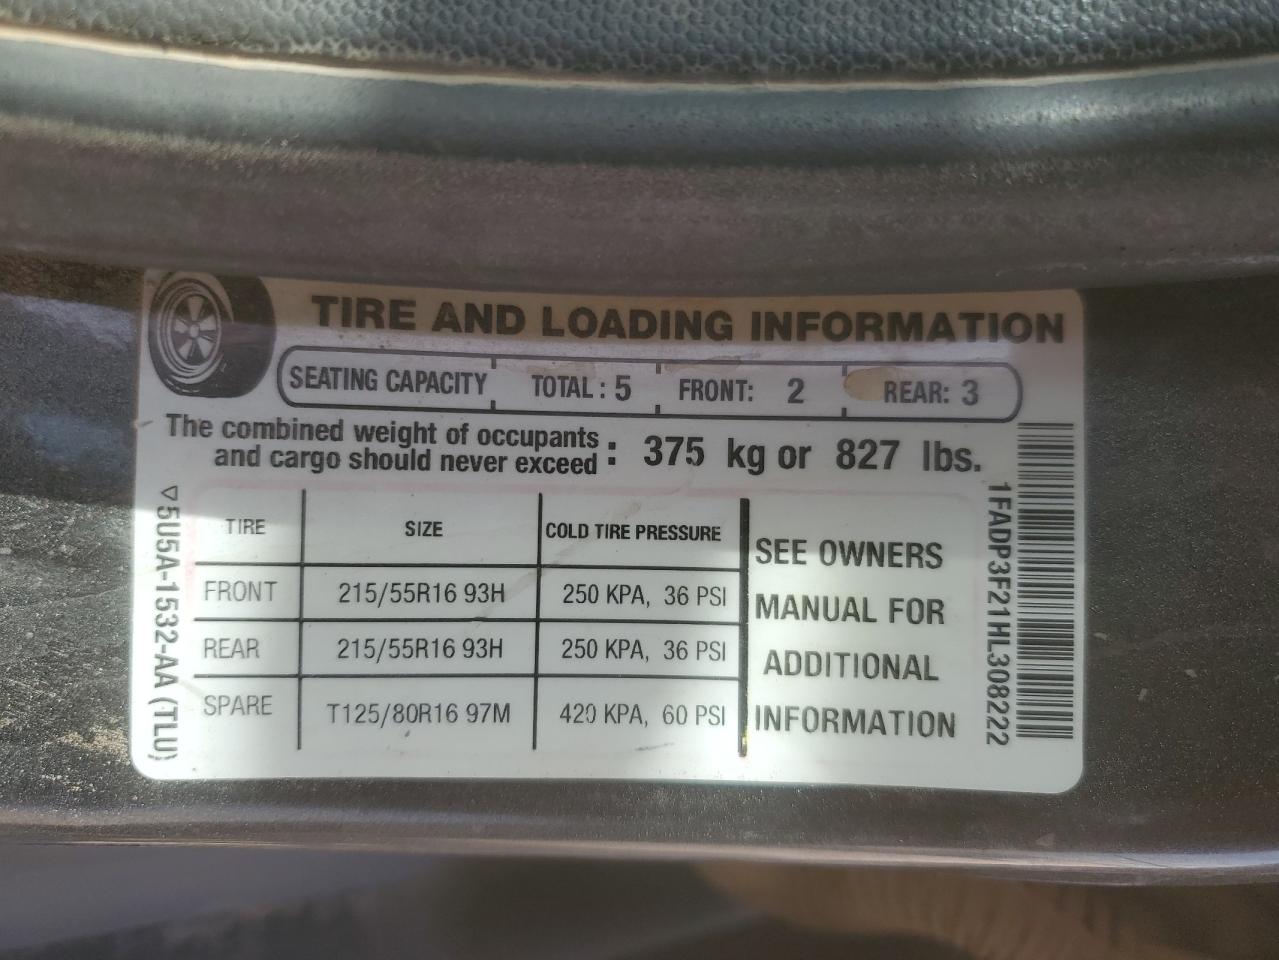 TIRE AND LOADING INFORMATION
SEATING CAPACITY TOTAL : 5 FRONT: 2 REAR: 3
The combined weight of occupants
and cargo should never exceed : 375 kg or 827 lbs.
TIRE SIZE COLD TIRE PRESSURE
FRONT 215/55R16 93H 250 KPA, 36 PSI
REAR 215/55R16 93H 250 KPA, 36 PSI
SPARE T125/80R16 97M 420 KPA, 60 PSI
SEE OWNERS
MANUAL FOR
ADDITIONAL
INFORMATION
5U5A-1532-AA (TLU)
1FADP3F21HL308222